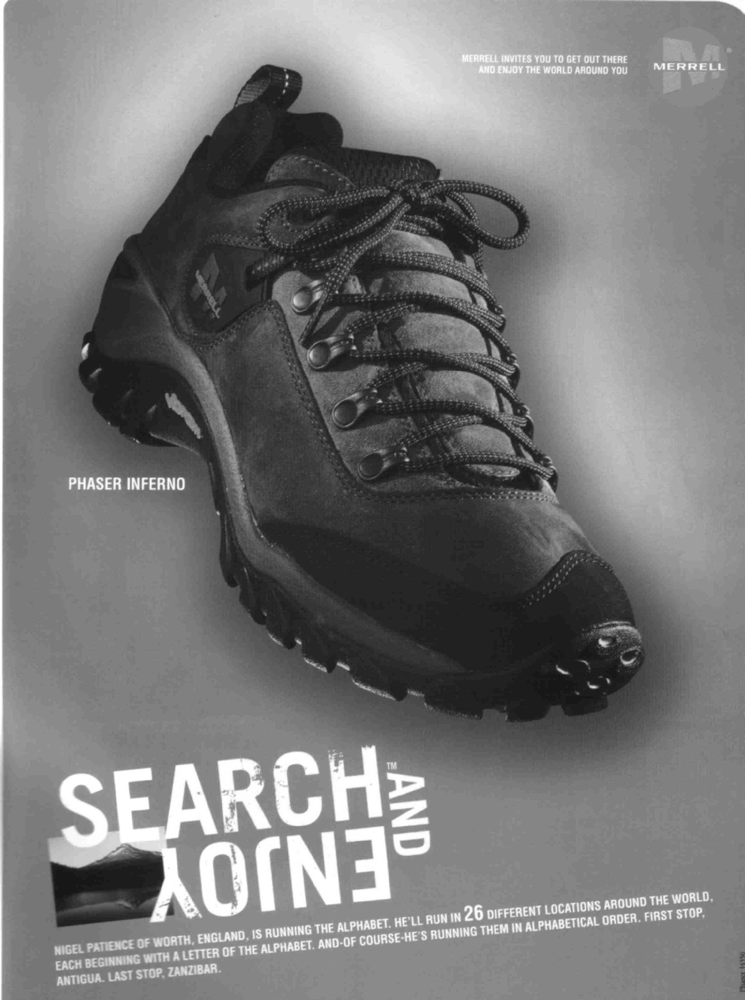 MERRELL INVITES YOU TO GET OUT THERE
AND ENJOY THE WORLD AROUND YOU
MERRELL®
PHASER INFERNO
SEARCH
™
AND
ENJOY
NIGEL PATIENCE OF WORTH, ENGLAND, IS RUNNING THE ALPHABET. HE'LL RUN IN 26 DIFFERENT LOCATIONS AROUND THE WORLD,
EACH BEGINNING WITH A LETTER OF THE ALPHABET. AND-OF COURSE-HE'S RUNNING THEM IN ALPHABETICAL ORDER. FIRST STOP,
ANTIGUA. LAST STOP, ZANZIBAR.
Phaser 14356